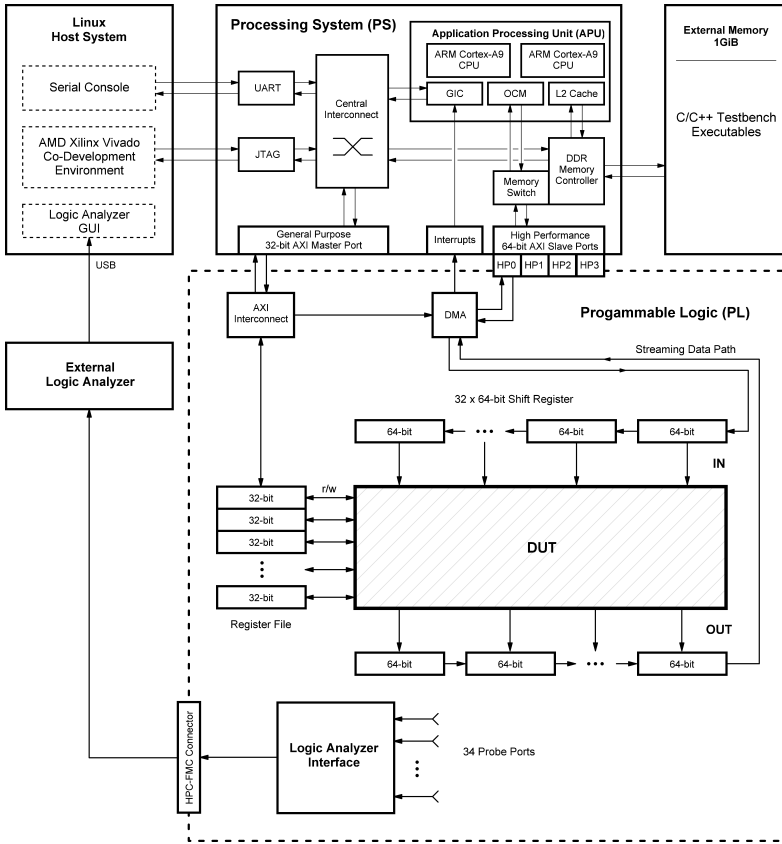 Linux
Host System
Serial Console
AMD Xilinx Vivado
Co-Development
Environment
Logic Analyzer
GUI
USB
External
Logic Analyzer
Processing System (PS)
UART
JTAG
Central
Interconnect
Application Processing Unit (APU)
ARM Cortex-A9
CPU
ARM Cortex-A9
CPU
GIC
OCM
L2 Cache
Memory
Switch
DDR
Memory
Controller
General Purpose
32-bit AXI Master Port
Interrupts
High Performance
64-bit AXI Slave Ports
HP0
HP1
HP2
HP3
External Memory
1GiB
C/C++ Testbench
Executables
AXI
Interconnect
DMA
Progammable Logic (PL)
Streaming Data Path
32 x 64-bit Shift Register
64-bit
64-bit
64-bit
IN
r/w
32-bit
32-bit
32-bit
32-bit
Register File
DUT
OUT
64-bit
64-bit
64-bit
HPC-FMC Connector
Logic Analyzer
Interface
34 Probe Ports